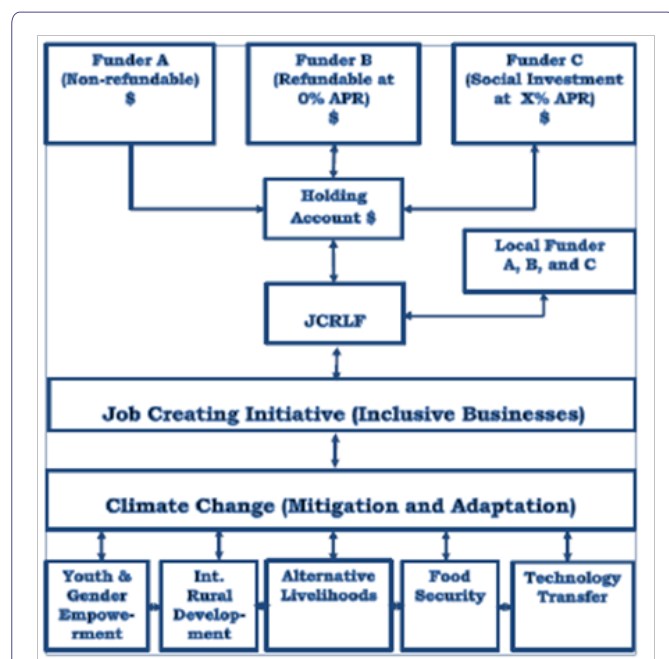 Funder A
(Non-refundable)
$
Funder B
(Refundable at
0% APR)
$
Funder C
(Social Investment
at X% APR)
$
Holding
Account $
Local Funder
A, B, and C
JCRLF
Job Creating Initiative (Inclusive Businesses)
Climate Change (Mitigation and Adaptation)
Youth &
Gender
Empowe-
rment
Int.
Rural
Develop-
ment
Alternative
Livelihoods
Food
Security
Technology
Transfer